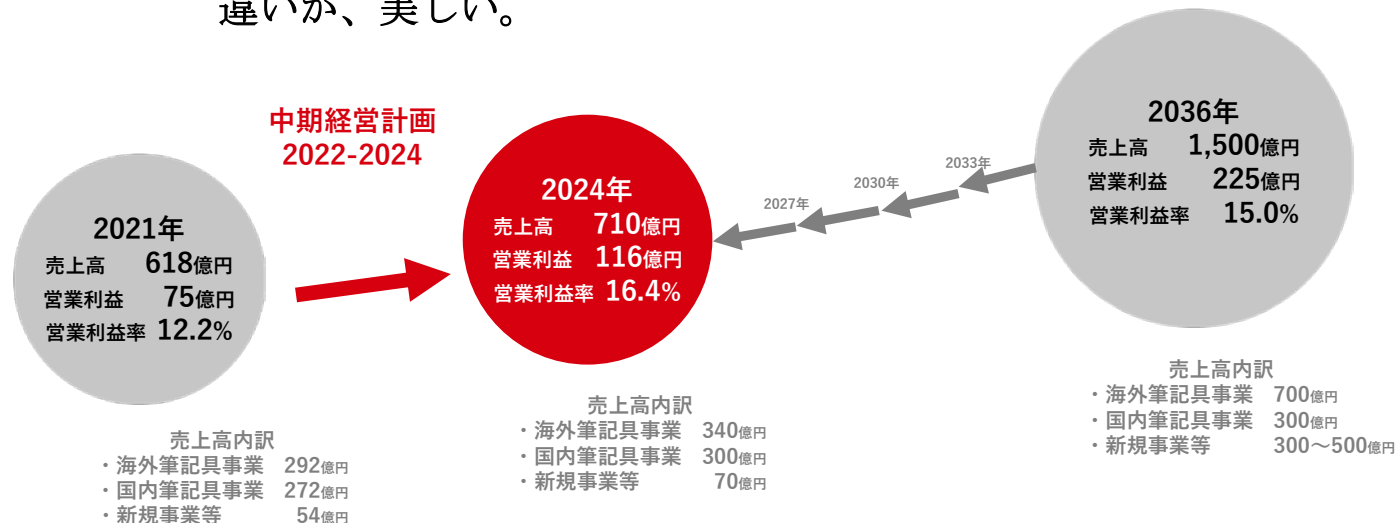 違いが、美しい。
中期経営計画
2022-2024
2021年
売上高 618億円
営業利益 75億円
営業利益率 12.2%
売上高内訳
・海外筆記具事業 292億円
・国内筆記具事業 272億円
・新規事業等 54億円
2024年
売上高 710億円
営業利益 116億円
営業利益率 16.4%
売上高内訳
・海外筆記具事業 340億円
・国内筆記具事業 300億円
・新規事業等 70億円
2027年
2030年
2033年
2036年
売上高 1,500億円
営業利益 225億円
営業利益率 15.0%
売上高内訳
・海外筆記具事業 700億円
・国内筆記具事業 300億円
・新規事業等 300〜500億円